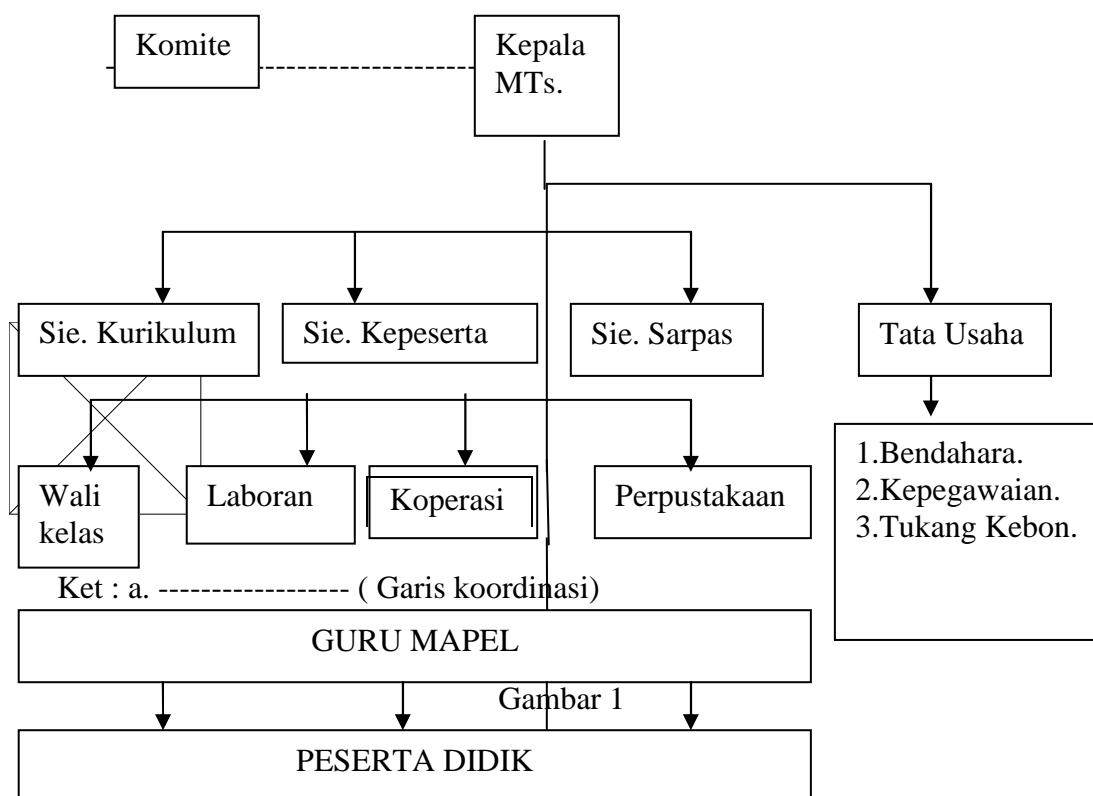 Komite
Kepala
MTs.
Sie. Kurikulum
Sie. Kepeserta
Sie. Sarpas
Tata Usaha
Wali
kelas
Laboran
Koperasi
Perpustakaan
1.Bendahara.
2.Kepegawaian.
3.Tukang Kebon.
Ket : a. ------------------ ( Garis koordinasi)
GURU MAPEL
Gambar 1
PESERTA DIDIK